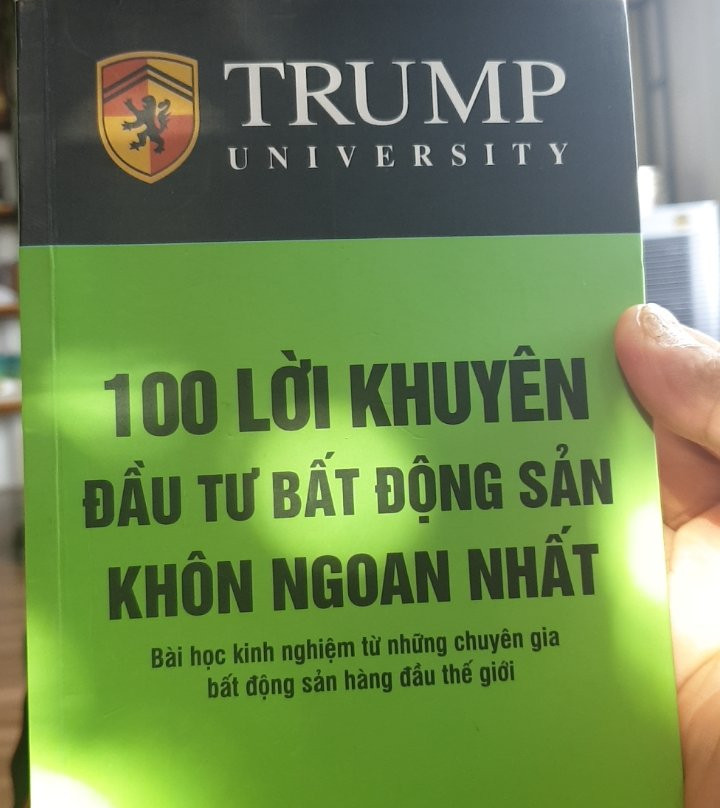 TRUMP
UNIVERSITY
100 LỜI KHUYÊN
ĐẦU TƯ BẤT ĐỘNG SẢN
KHÔN NGOAN NHẤT
Bài học kinh nghiệm từ những chuyên gia
bất động sản hàng đầu thế giới